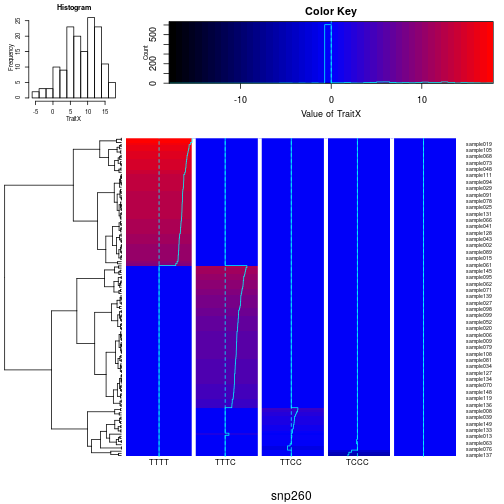 Histogram
Frequency
0 5 10 15 20 25
-5 0 5 10 15
TraitX
Color Key
Count
0 200 500
-10 0 10
Value of TraitX
sample019
sample105
sample068
sample073
sample048
sample111
sample094
sample029
sample091
sample078
sample025
sample131
sample066
sample041
sample128
sample043
sample002
sample089
sample015
sample061
sample145
sample095
sample062
sample071
sample139
sample027
sample098
sample099
sample052
sample020
sample006
sample009
sample079
sample108
sample081
sample034
sample127
sample134
sample070
sample148
sample119
sample136
sample008
sample039
sample149
sample133
sample013
sample063
sample076
sample137
TTTT TTTC TTCC TCCC
snp260